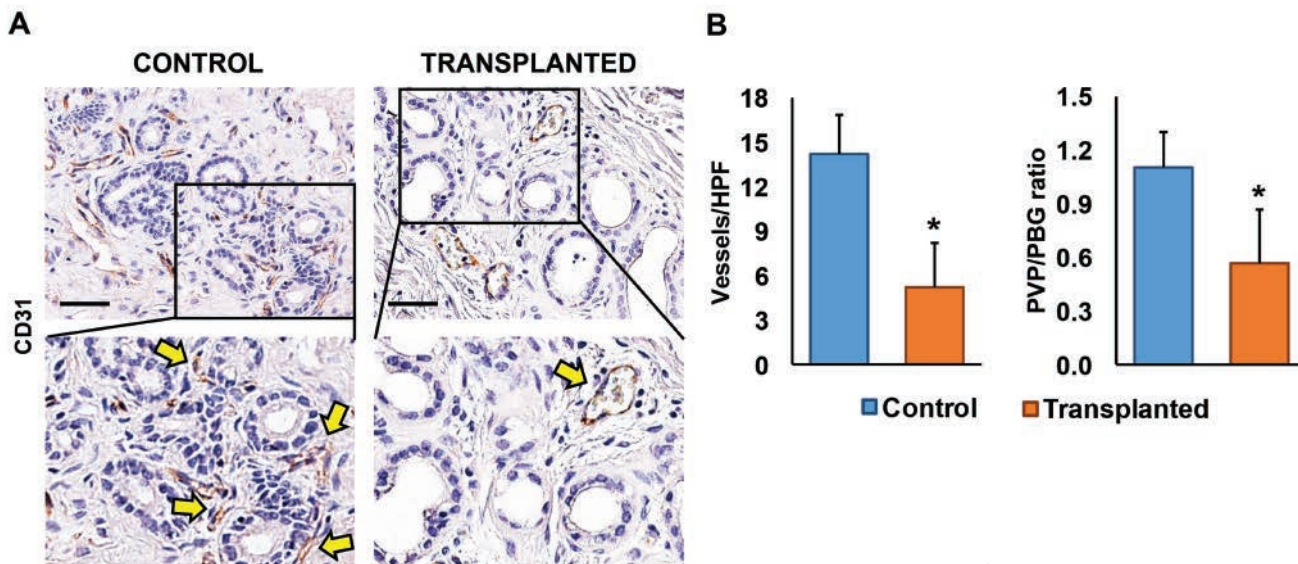 A
CONTROL
TRANSPLANTED
CD31
B
Vessels/HPF
18
15
12
9
6
3
0
*
PVP/PBG ratio
1.5
1.2
0.9
0.6
0.3
0.0
*
Control
Transplanted